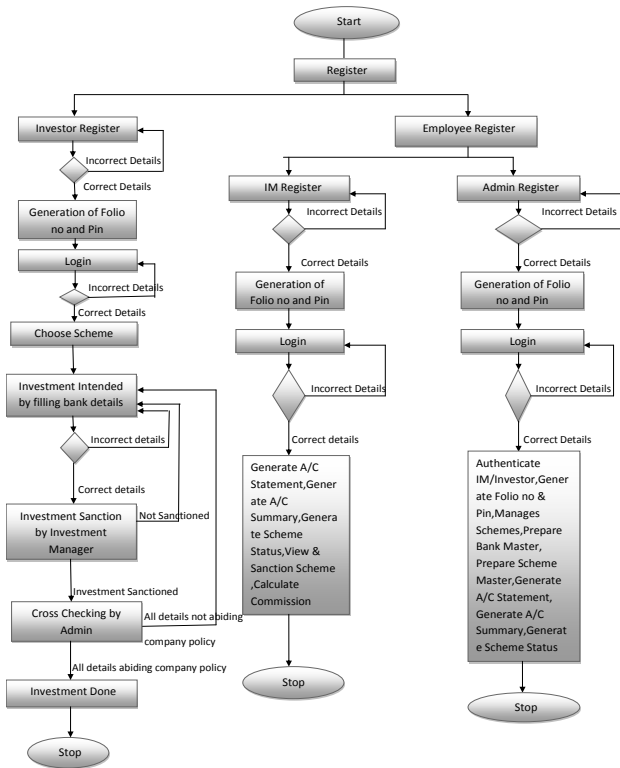 Start
Register
Investor Register
Incorrect Details
Correct Details
Generation of Folio
no and Pin
Login
Incorrect Details
Correct Details
Choose Scheme
Investment Intended
by filling bank details
Incorrect details
Correct details
Investment Sanction
by Investment
Manager
Not Sanctioned
Investment Sanctioned
Cross Checking by
Admin
All details not abiding
company policy
All details abiding company policy
Investment Done
Stop
Employee Register
IM Register
Incorrect Details
Correct Details
Generation of
Folio no and Pin
Login
Incorrect Details
Correct details
Generate A/C
Statement,Gener
ate A/C
Summary,Genera
te Scheme
Status,View &
Sanction Scheme
,Calculate
Commission
Stop
Admin Register
Incorrect Details
Correct Details
Generation of Folio
no and Pin
Login
Incorrect Details
Correct Details
Authenticate
IM/Investor,Gener
ate Folio no &
Pin,Manages
Schemes,Prepare
Bank Master,
Prepare Scheme
Master,Generate
A/C Statement,
Generate A/C
Summary,Generat
e Scheme Status
Stop